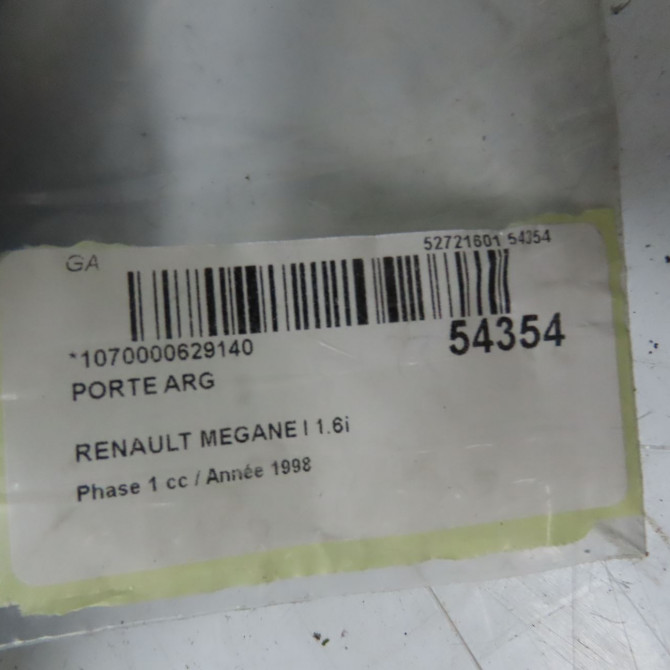 GA
52721601 54354
*1070000629140
54354
PORTE ARG
RENAULT MEGANE I 1.6i
Phase 1 cc / Année 1998